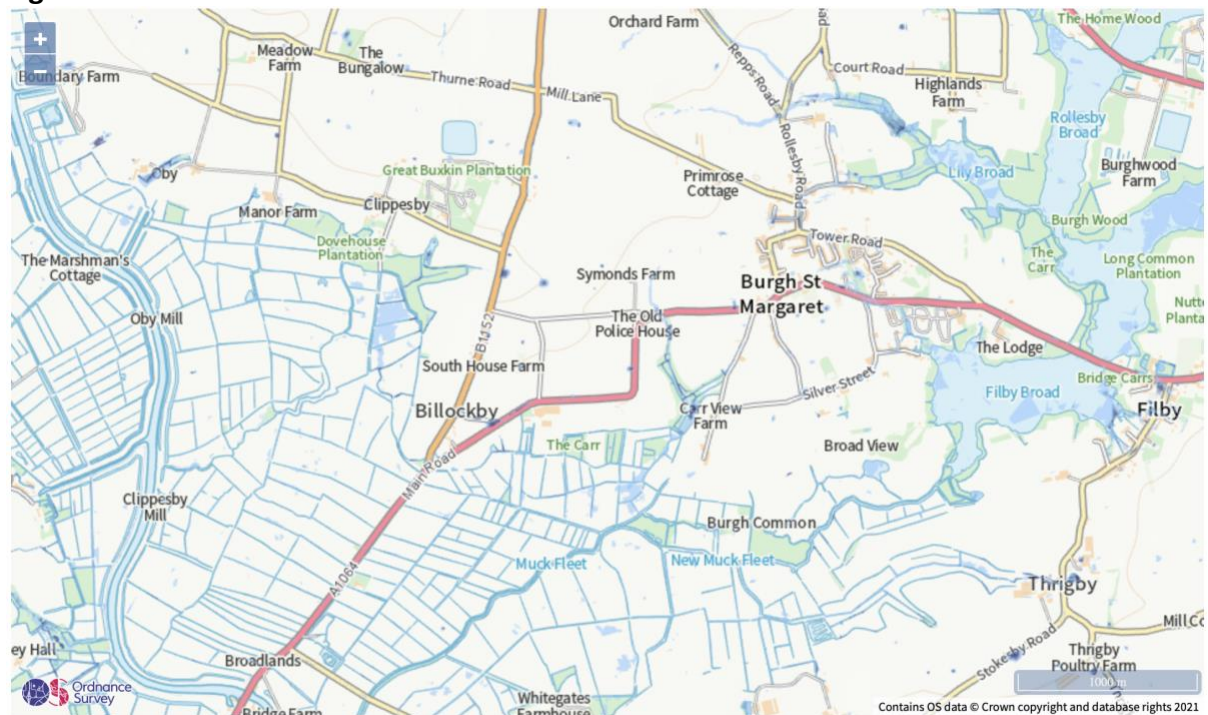 Orchard Farm
The Home Wood
Meadow
Farm
The
Bungalow
Boundary Farm
Thurne Road
Mill Lane
Repps Road
Court Road
Highlands
Farm
Rollesby
Broad
Rollesby Road
Oby
Great Buxkin Plantation
Primrose
Cottage
Lily Broad
Burghwood
Farm
Manor Farm
Clippesby
Burgh Wood
Dovehouse
Plantation
Tower Road
The
Carr
Long Common
Plantation
The Marshman's
Cottage
Symonds Farm
Burgh St
Margaret
Oby Mill
The Old
Police House
B1152
The Lodge
South House Farm
Silver Street
Filby Broad
Bridge Carrs
Filby
Billockby
Carr View
Farm
The Carr
Broad View
Main Road
Clippesby
Mill
Burgh Common
Muck Fleet
New Muck Fleet
A1064
Thrigby
Broadlands
Stokesby Road
Thrigby
Poultry Farm
1000 m
Ordnance
Survey
Whitegates
Farmhouse
Bridge Farm
Contains OS data © Crown copyright and database rights 2021